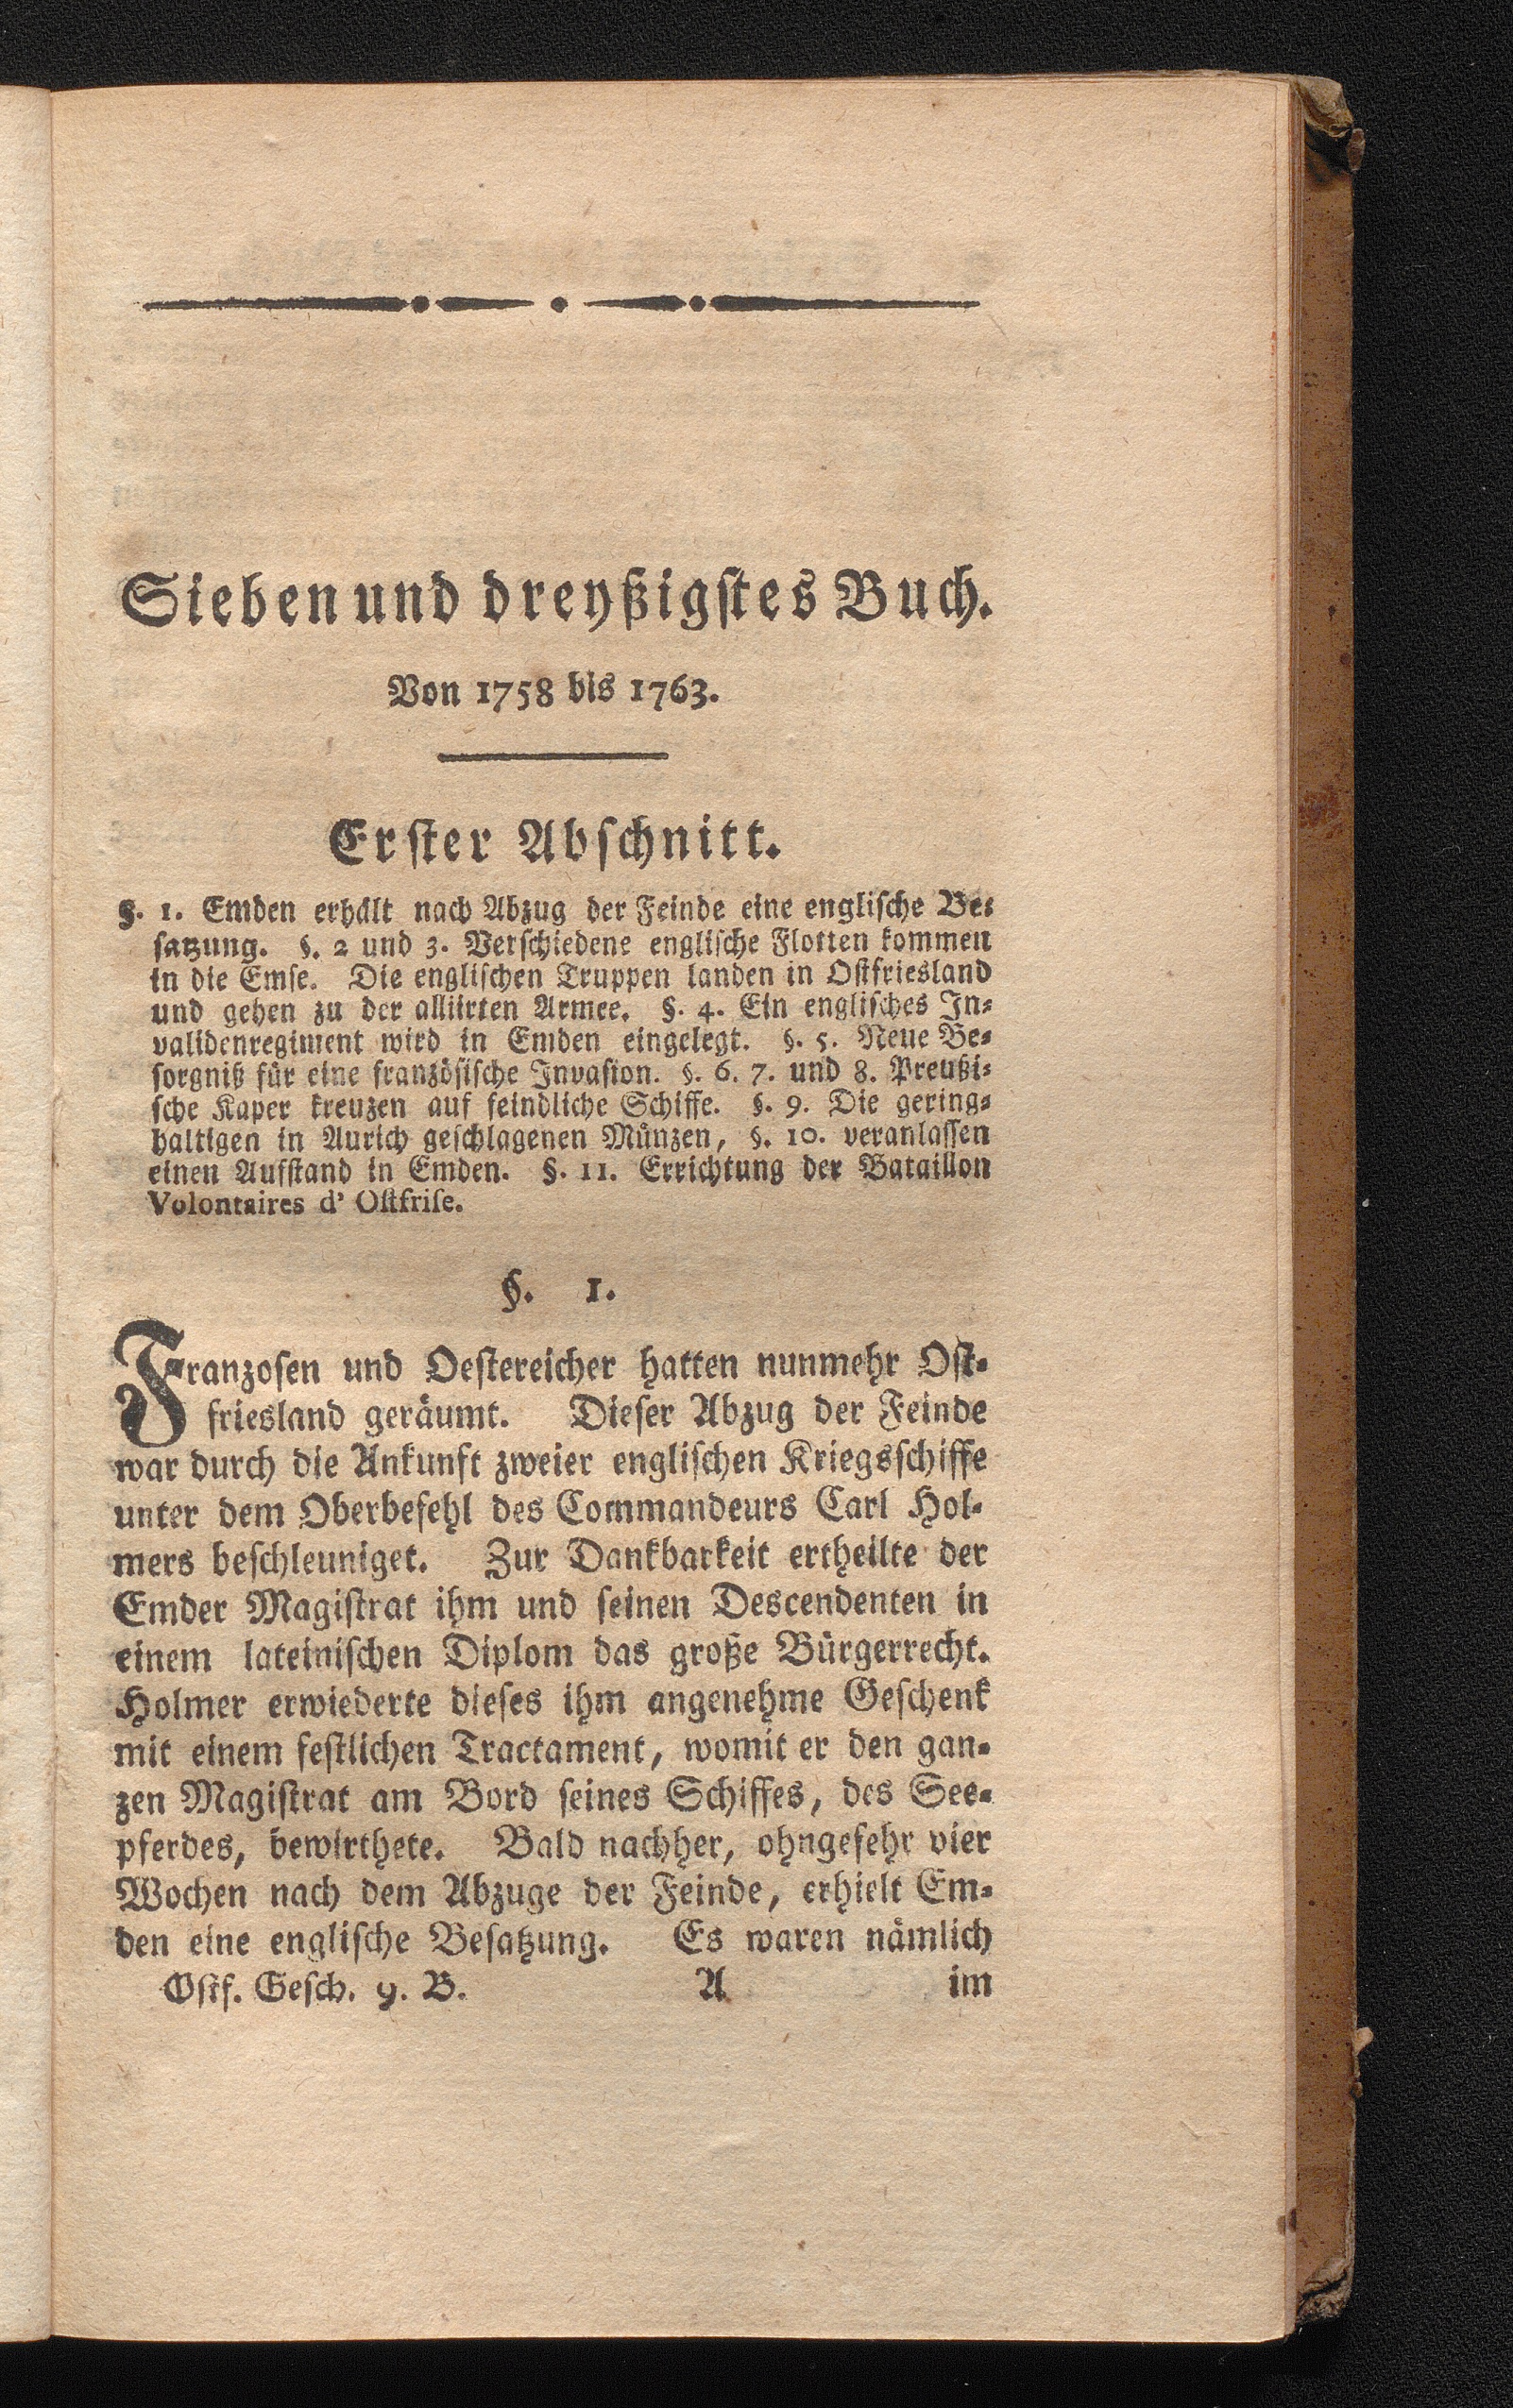 Sieben und dreyßigstes Buch.
Von 1758 bis 1763.
Erster Abschnitt.
§. 1. Emden erhält nach Abzug der Feinde eine englische Be-
satzung. §. 2 und 3. Verschiedene englische Flotten kommen
in die Emse. Die englischen Truppen landen in Ostfriesland
und gehen zu der alliirten Armee. §. 4. Ein englisches In-
validenregiment wird in Emden eingelegt. §. 5. Neue Be-
sorgniß für eine französische Invasion. §. 6. 7. und 8. Preußi-
sche Kaper kreuzen auf feindliche Schiffe. §. 9. Die gering-
haltigen in Aurich geschlagenen Münzen, §. 10. veranlassen
einen Aufstand in Emden. §. 11. Errichtung der Bataillon
Volontaires d' Ostfrise.
§. 1.
Franzosen und Oestereicher hatten nunmehr Ost-
friesland geräumt. Dieser Abzug der Feinde
war durch die Ankunft zweier englischen Kriegsschiffe
unter dem Oberbefehl des Commandeurs Carl Hol-
mers beschleuniget. Zur Dankbarkeit ertheilte der
Emder Magistrat ihm und seinen Descendenten in
einem lateinischen Diplom das große Bürgerrecht.
Holmer erwiederte dieses ihm angenehme Geschenk
mit einem festlichen Tractament, womit er den gan-
zen Magistrat am Bord seines Schiffes, des See-
pferdes, bewirthete. Bald nachher, ohngefehr vier
Wochen nach dem Abzuge der Feinde, erhielt Em-
den eine englische Besatzung. Es waren nämlich
Ostf. Gesch. 9. B. A im